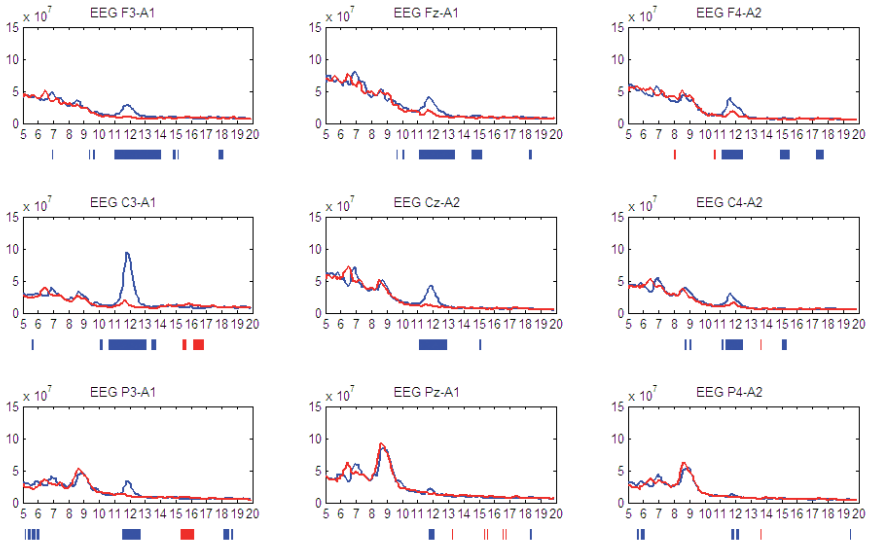 EEG F3-A1 EEG Fz-A1 EEG F4-A2
x 10^7 x 10^7 x 10^7
15 15 15
10 10 10
5 5 5
0 0 0
5 6 7 8 9 10 11 12 13 14 15 16 17 18 19 20 5 6 7 8 9 10 11 12 13 14 15 16 17 18 19 20 5 6 7 8 9 10 11 12 13 14 15 16 17 18 19 20
EEG C3-A1 EEG Cz-A2 EEG C4-A2
x 10^7 x 10^7 x 10^7
15 15 15
10 10 10
5 5 5
0 0 0
5 6 7 8 9 10 11 12 13 14 15 16 17 18 19 20 5 6 7 8 9 10 11 12 13 14 15 16 17 18 19 20 5 6 7 8 9 10 11 12 13 14 15 16 17 18 19 20
EEG P3-A1 EEG Pz-A1 EEG P4-A2
x 10^7 x 10^7 x 10^7
15 15 15
10 10 10
5 5 5
0 0 0
5 6 7 8 9 10 11 12 13 14 15 16 17 18 19 20 5 6 7 8 9 10 11 12 13 14 15 16 17 18 19 20 5 6 7 8 9 10 11 12 13 14 15 16 17 18 19 20